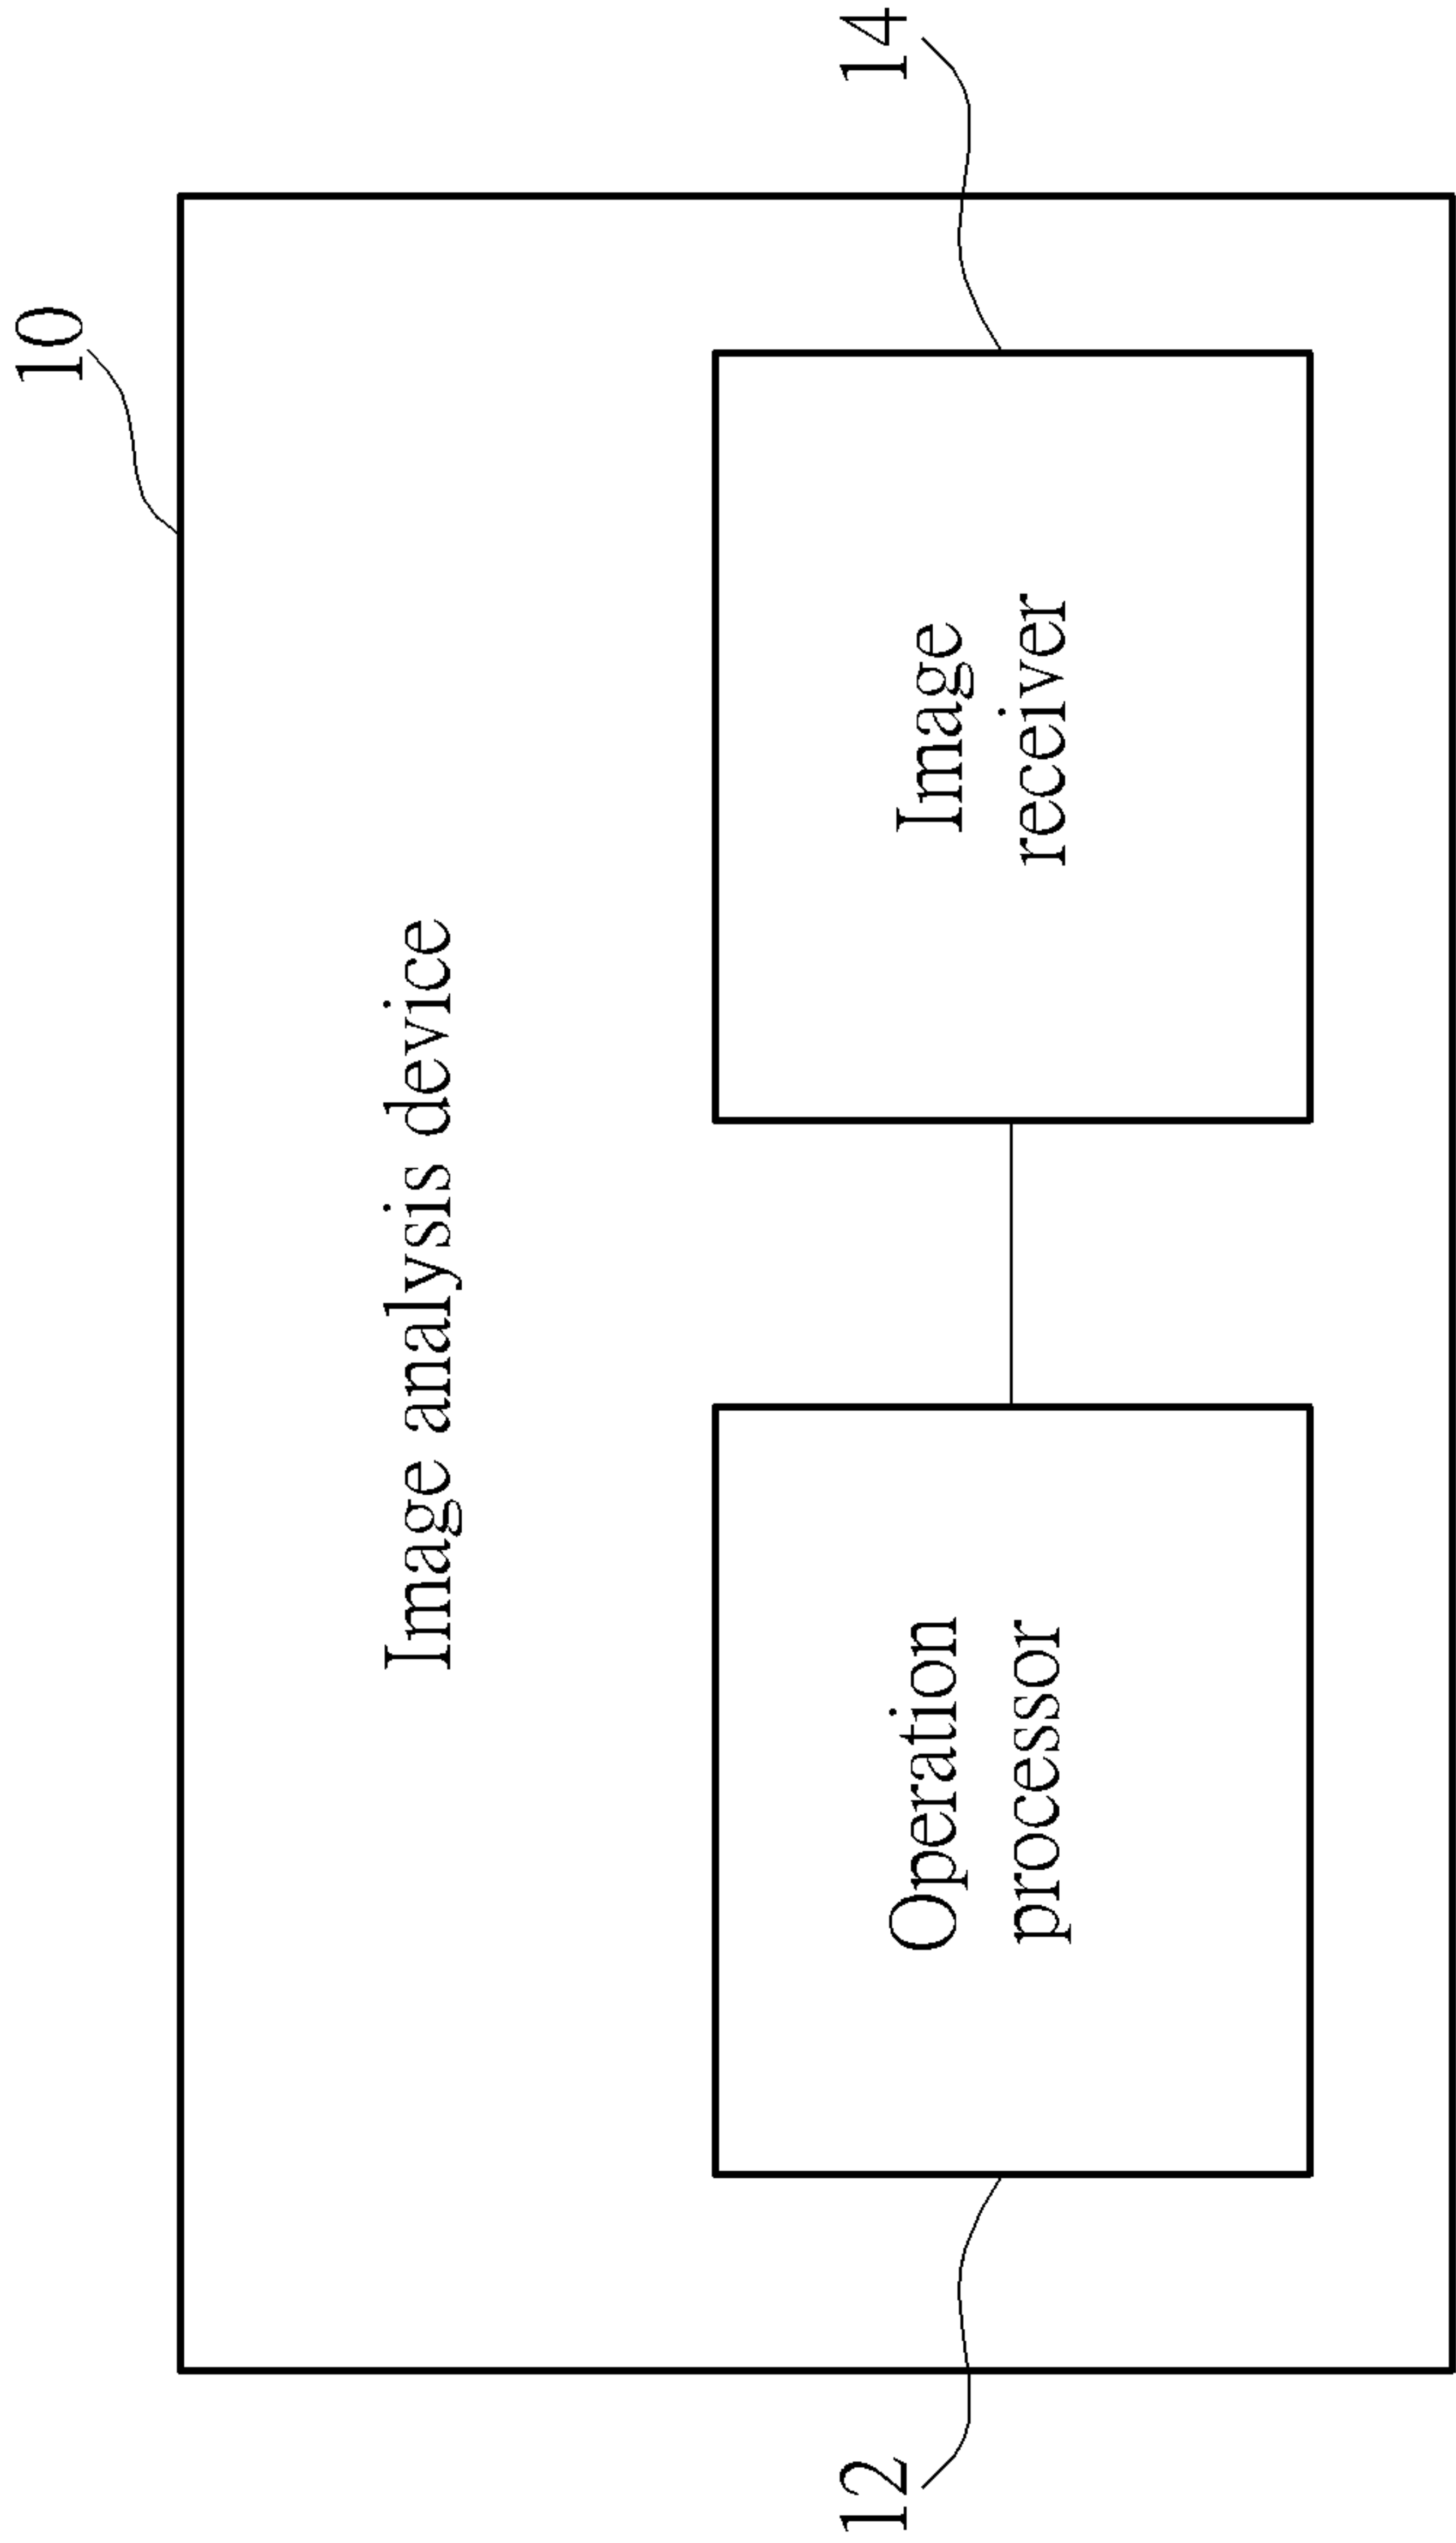 10
Image analysis device
12
14
Operation
processor
Image
receiver